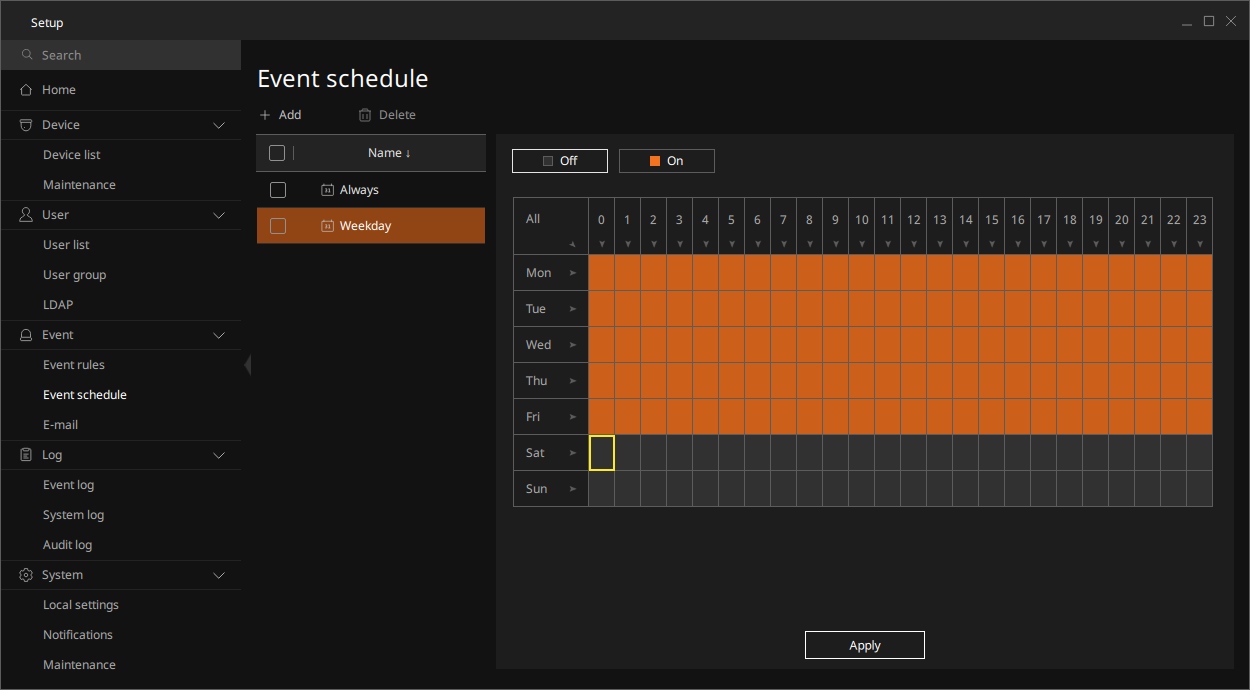 Setup
Search
Home
Device
Device list
Maintenance
User
User list
User group
LDAP
Event
Event rules
Event schedule
E-mail
Log
Event log
System log
Audit log
System
Local settings
Notifications
Maintenance
Event schedule
+ Add Delete
Name ↓
31 Always
31 Weekday
Off On
All 0 1 2 3 4 5 6 7 8 9 10 11 12 13 14 15 16 17 18 19 20 21 22 23
Mon
Tue
Wed
Thu
Fri
Sat
Sun
Apply